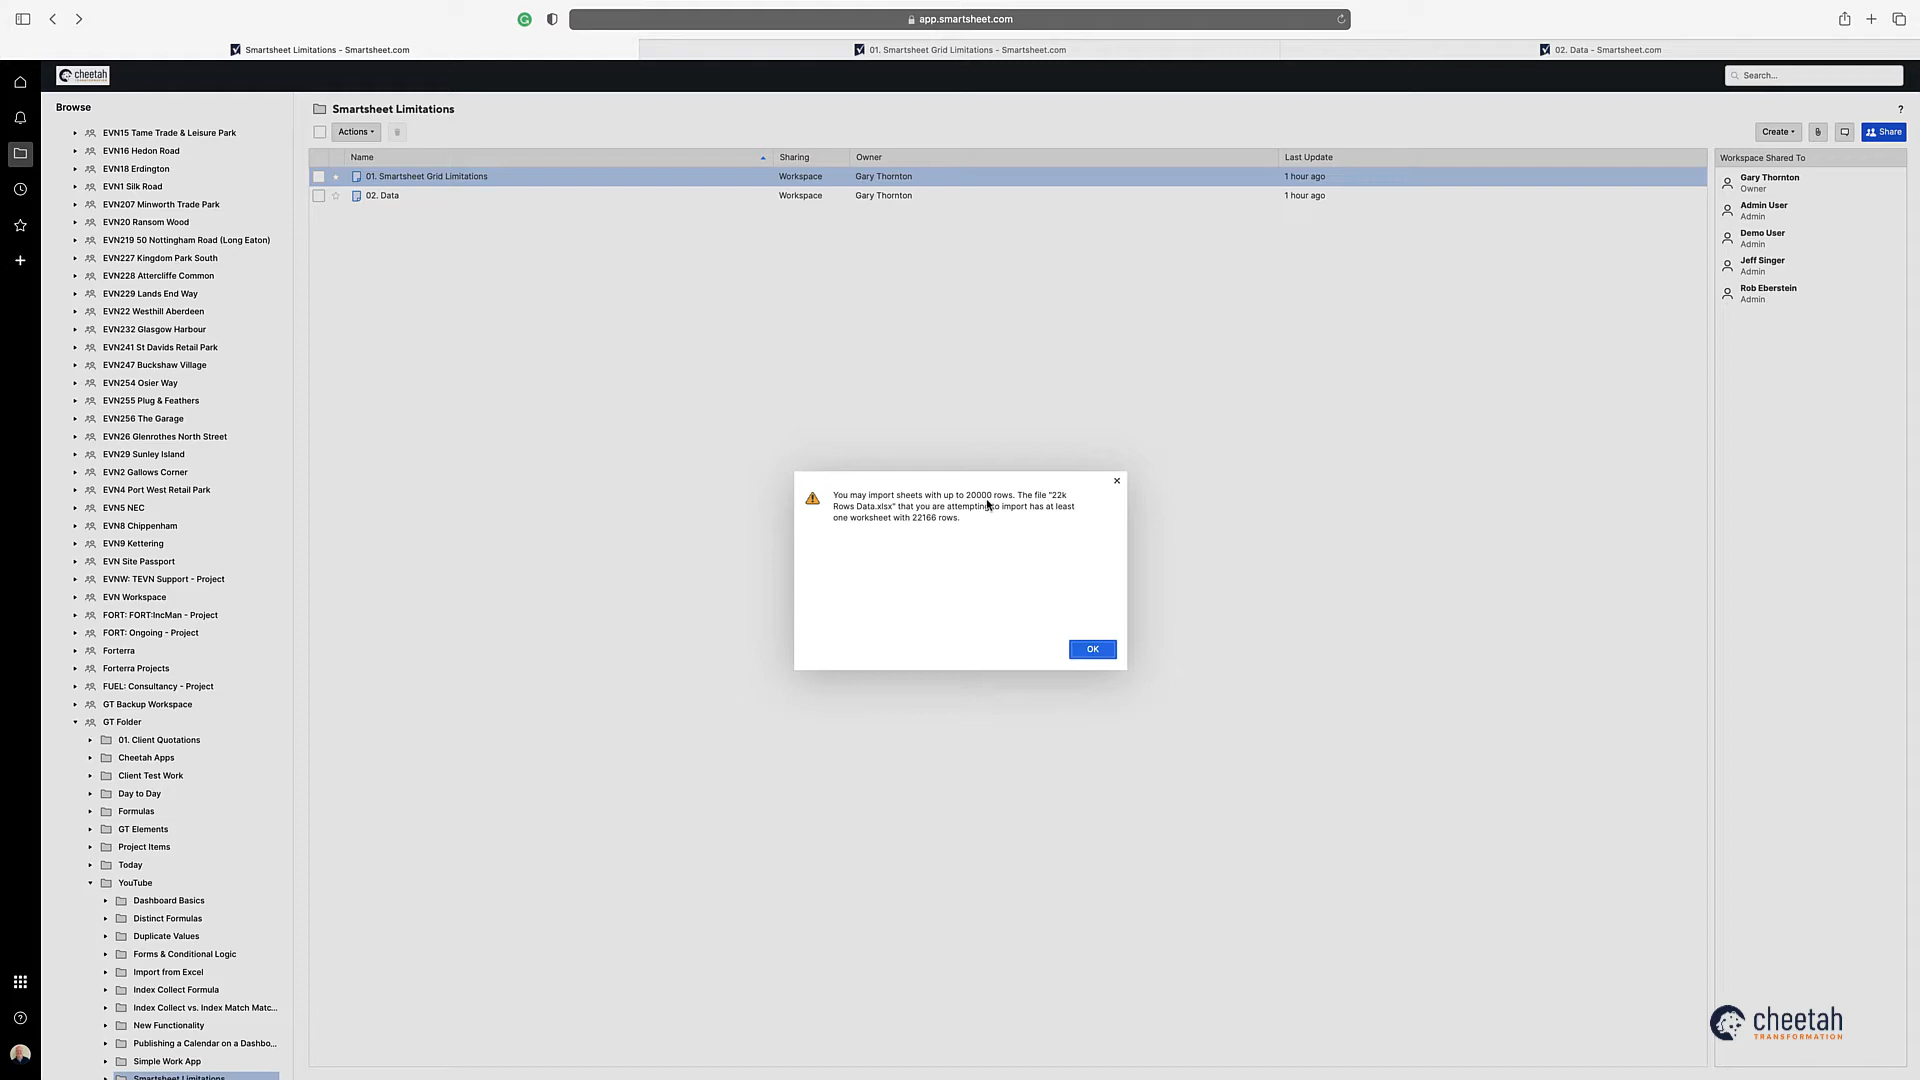 app.smartsheet.com
Smartsheet Limitations - Smartsheet.com
01. Smartsheet Grid Limitations - Smartsheet.com
02. Data - Smartsheet.com
cheetah
Search...
Browse
EVN15 Tame Trade & Leisure Park
EVN16 Hedon Road
EVN18 Erdington
EVN1 Silk Road
EVN207 Minworth Trade Park
EVN20 Ransom Wood
EVN219 50 Nottingham Road (Long Eaton)
EVN227 Kingdom Park South
EVN228 Attercliffe Common
EVN229 Lands End Way
EVN22 Westhill Aberdeen
EVN232 Glasgow Harbour
EVN241 St Davids Retail Park
EVN247 Buckshaw Village
EVN254 Osier Way
EVN255 Plug & Feathers
EVN256 The Garage
EVN26 Glenrothes North Street
EVN29 Sunley Island
EVN2 Gallows Corner
EVN4 Port West Retail Park
EVN5 NEC
EVN8 Chippenham
EVN9 Kettering
EVN Site Passport
EVNW: TEVN Support - Project
EVN Workspace
FORT: FORT:IncMan - Project
FORT: Ongoing - Project
Forterra
Forterra Projects
FUEL: Consultancy - Project
GT Backup Workspace
GT Folder
01. Client Quotations
Cheetah Apps
Client Test Work
Day to Day
Formulas
GT Elements
Project Items
Today
YouTube
Dashboard Basics
Distinct Formulas
Duplicate Values
Forms & Conditional Logic
Import from Excel
Index Collect Formula
Index Collect vs. Index Match Matc...
New Functionality
Publishing a Calendar on a Dashbo...
Simple Work App
Smartsheet Limitations
Smartsheet Limitations
?
Actions
Create
Share
Name Sharing Owner Last Update
01. Smartsheet Grid Limitations Workspace Gary Thornton 1 hour ago
02. Data Workspace Gary Thornton 1 hour ago
Workspace Shared To
Gary Thornton
Owner
Admin User
Admin
Demo User
Admin
Jeff Singer
Admin
Rob Eberstein
Admin
You may import sheets with up to 20000 rows. The file "22k
Rows Data.xlsx" that you are attempting to import has at least
one worksheet with 22166 rows.
OK
cheetah
TRANSFORMATION